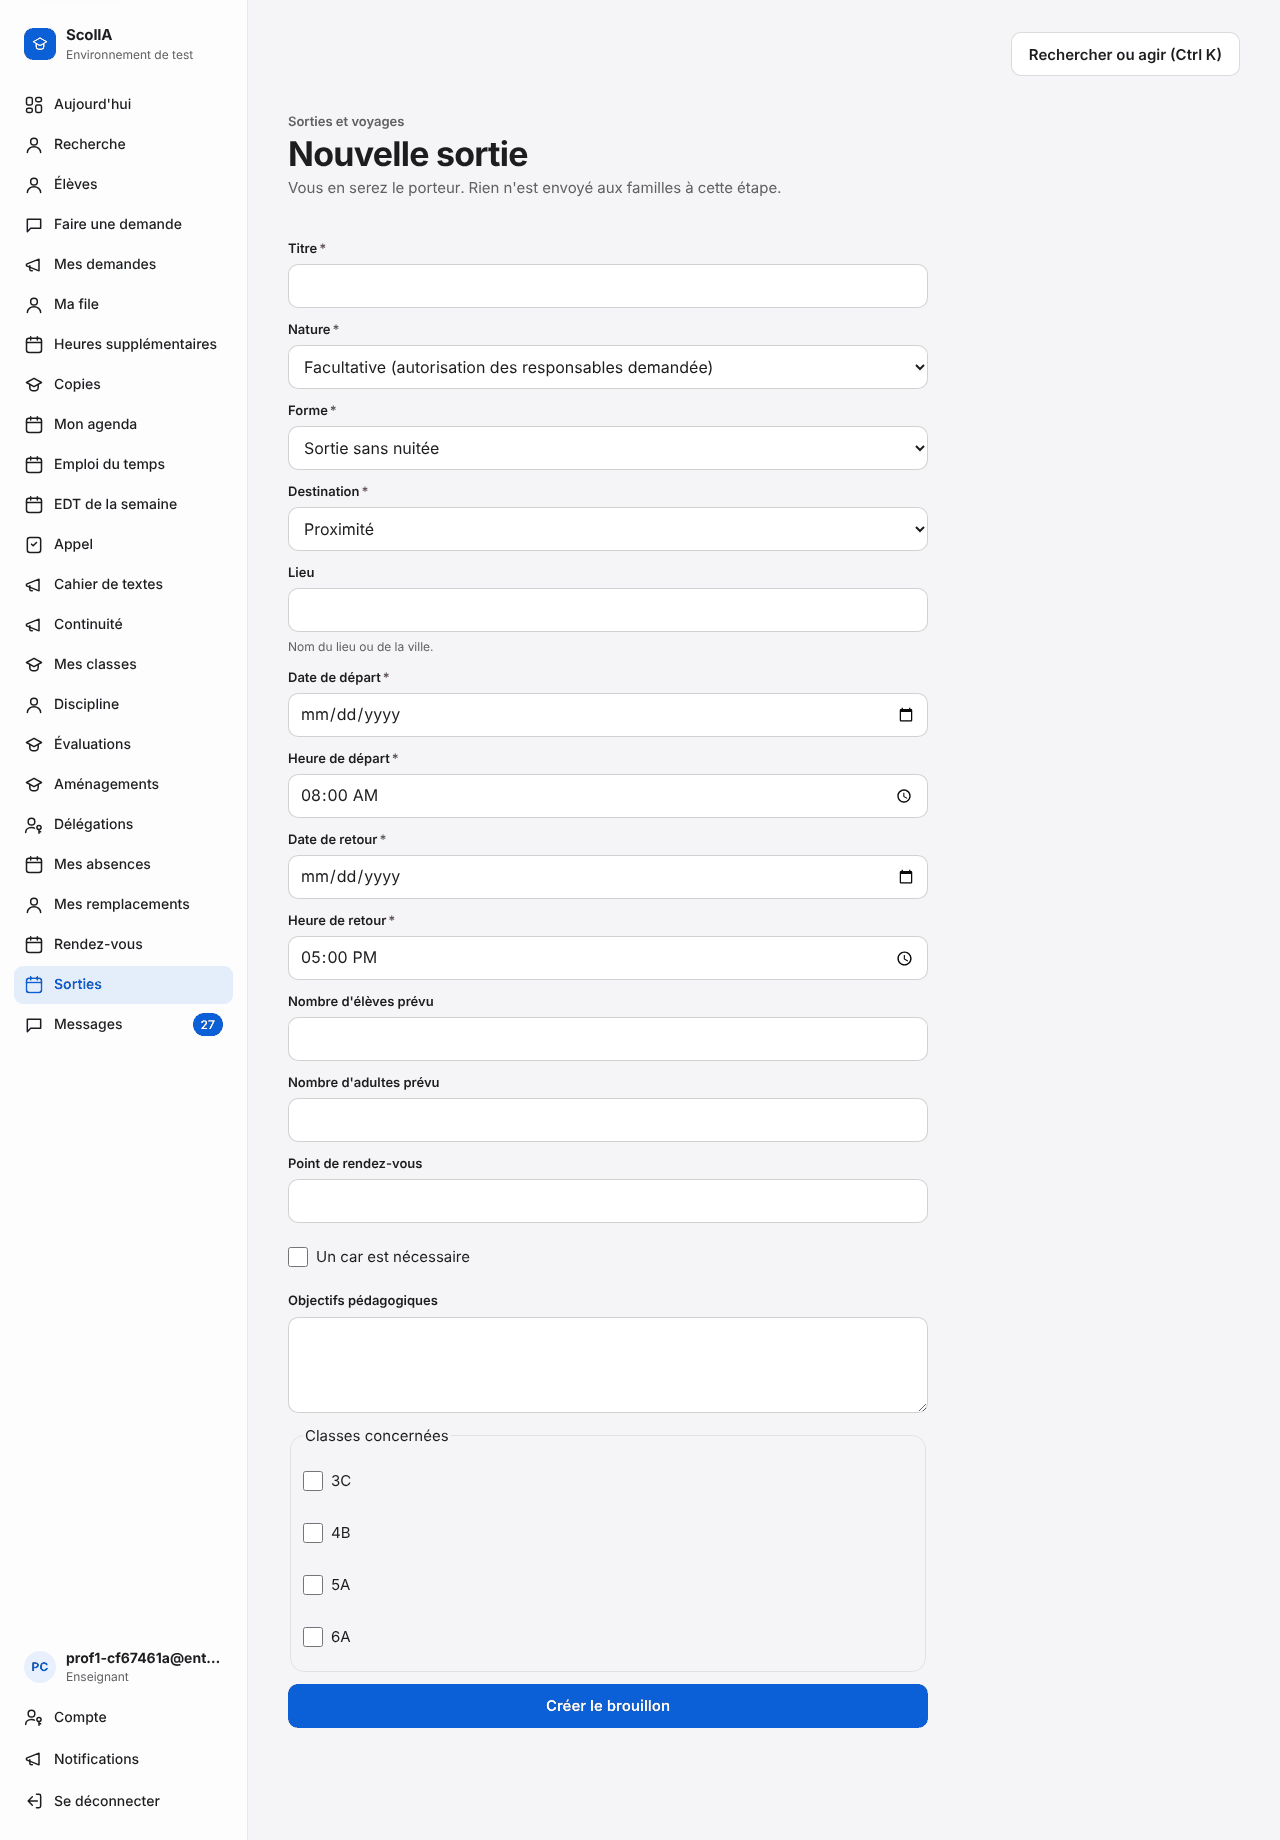 ScolIA
Environnement de test
Aujourd'hui
Recherche
Élèves
Faire une demande
Mes demandes
Ma file
Heures supplémentaires
Copies
Mon agenda
Emploi du temps
EDT de la semaine
Appel
Cahier de textes
Continuité
Mes classes
Discipline
Évaluations
Aménagements
Délégations
Mes absences
Mes remplacements
Rendez-vous
Sorties
Messages 27
PC
prof1-cf67461a@ent...
Enseignant
Compte
Notifications
Se déconnecter
Rechercher ou agir (Ctrl K)
Sorties et voyages
Nouvelle sortie
Vous en serez le porteur. Rien n'est envoyé aux familles à cette étape.
Titre *
Nature *
Facultative (autorisation des responsables demandée)
Forme *
Sortie sans nuitée
Destination *
Proximité
Lieu
Nom du lieu ou de la ville.
Date de départ *
mm/dd/yyyy
Heure de départ *
08:00 AM
Date de retour *
mm/dd/yyyy
Heure de retour *
05:00 PM
Nombre d'élèves prévu
Nombre d'adultes prévu
Point de rendez-vous
Un car est nécessaire
Objectifs pédagogiques
Classes concernées
3C
4B
5A
6A
Créer le brouillon